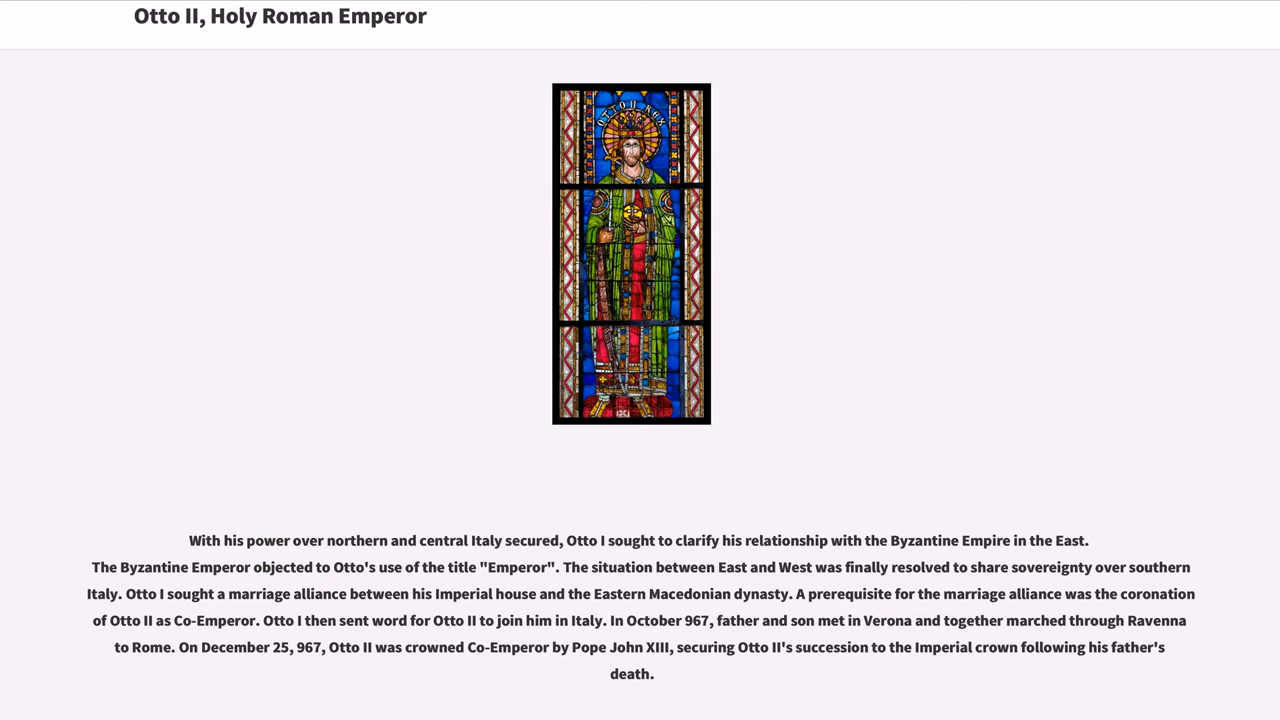 Otto II, Holy Roman Emperor
OTTO II REX
With his power over northern and central Italy secured, Otto I sought to clarify his relationship with the Byzantine Empire in the East.
The Byzantine Emperor objected to Otto's use of the title "Emperor". The situation between East and West was finally resolved to share sovereignty over southern
Italy. Otto I sought a marriage alliance between his Imperial house and the Eastern Macedonian dynasty. A prerequisite for the marriage alliance was the coronation
of Otto II as Co-Emperor. Otto I then sent word for Otto II to join him in Italy. In October 967, father and son met in Verona and together marched through Ravenna
to Rome. On December 25, 967, Otto II was crowned Co-Emperor by Pope John XIII, securing Otto II's succession to the Imperial crown following his father's
death.